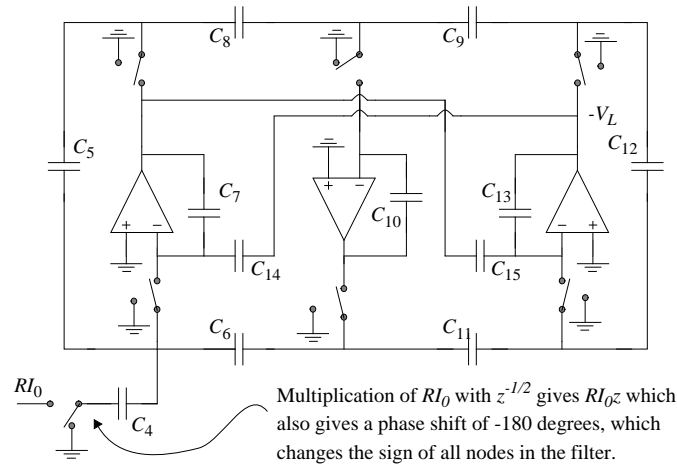 C8
C9
-VL
C5
C12
C7
C10
C13
+ −
+ −
− +
C14
C15
C6
C11
RI0
C4
Multiplication of RI0 with z-1/2 gives RI0z which
also gives a phase shift of -180 degrees, which
changes the sign of all nodes in the filter.